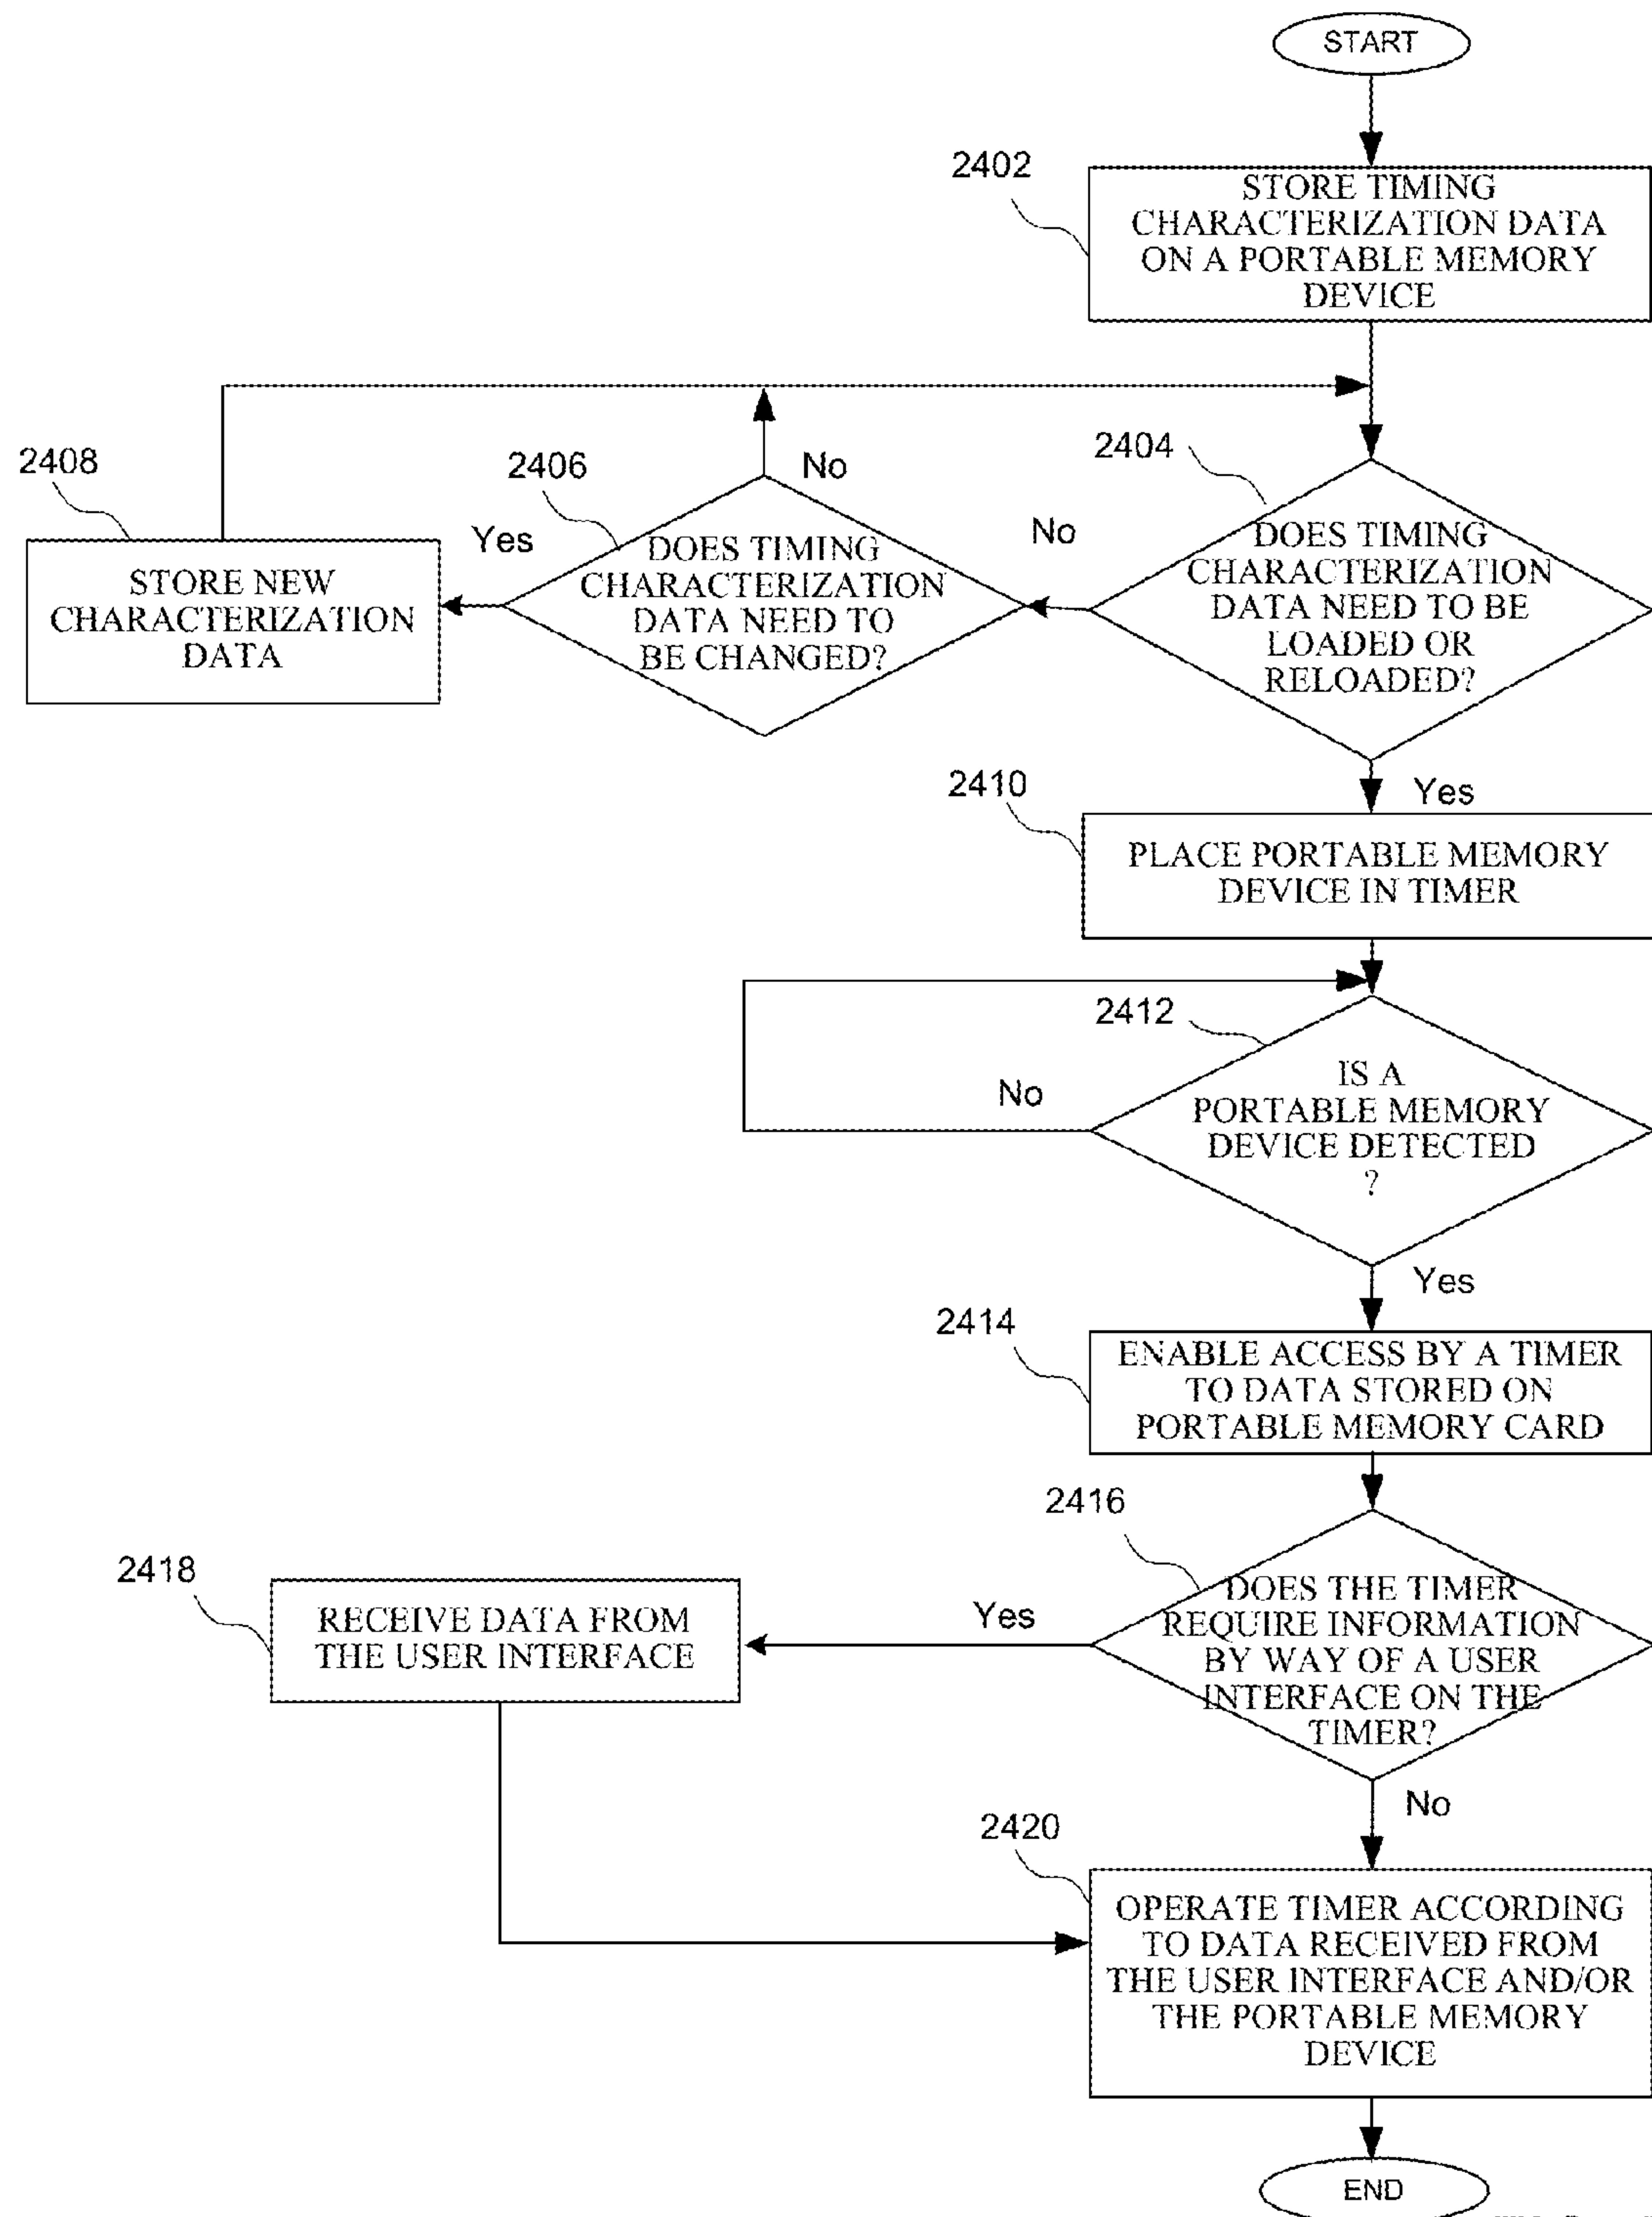 START
2402
STORE TIMING
CHARACTERIZATION DATA
ON A PORTABLE MEMORY
DEVICE
2404
DOES TIMING
CHARACTERIZATION
DATA NEED TO BE
LOADED OR
RELOADED?
No
2406
DOES TIMING
CHARACTERIZATION
DATA NEED TO
BE CHANGED?
No
Yes
2408
STORE NEW
CHARACTERIZATION
DATA
Yes
2410
PLACE PORTABLE MEMORY
DEVICE IN TIMER
2412
IS A
PORTABLE MEMORY
DEVICE DETECTED
?
No
Yes
2414
ENABLE ACCESS BY A TIMER
TO DATA STORED ON
PORTABLE MEMORY CARD
2416
DOES THE TIMER
REQUIRE INFORMATION
BY WAY OF A USER
INTERFACE ON THE
TIMER?
Yes
2418
RECEIVE DATA FROM
THE USER INTERFACE
No
2420
OPERATE TIMER ACCORDING
TO DATA RECEIVED FROM
THE USER INTERFACE AND/OR
THE PORTABLE MEMORY
DEVICE
END